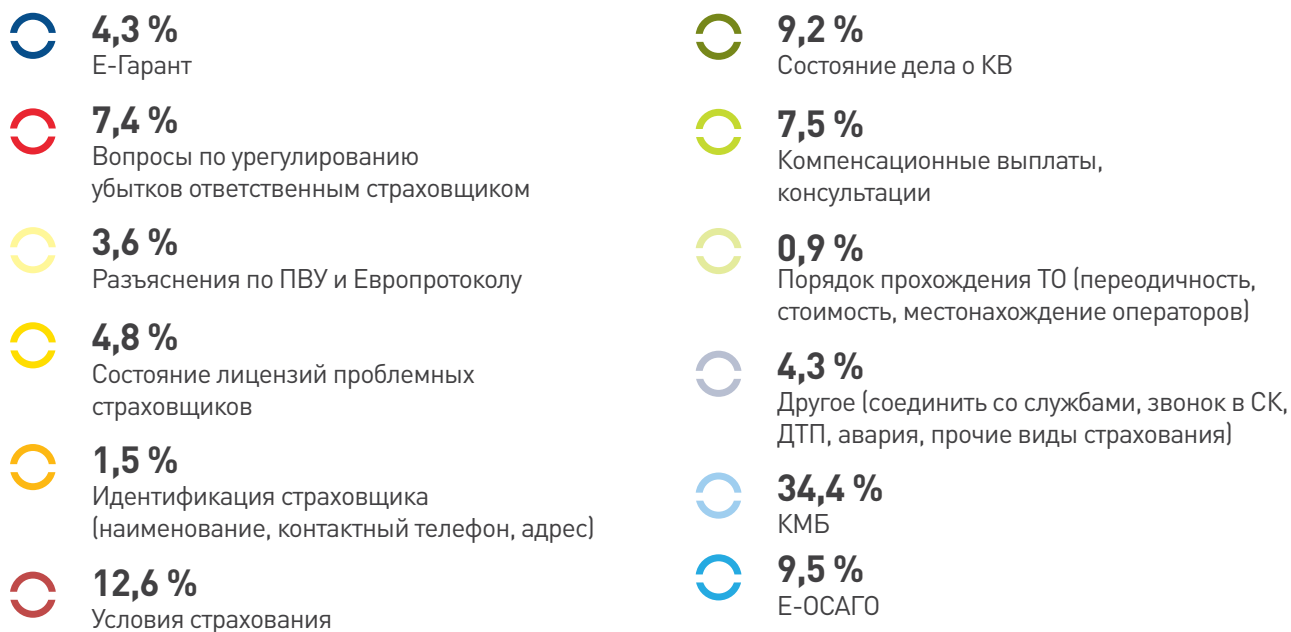 4,3 %
Е-Гарант
7,4 %
Вопросы по урегулированию
убытков ответственным страховщиком
3,6 %
Разъяснения по ПВУ и Европротоколу
4,8 %
Состояние лицензий проблемных
страховщиков
1,5 %
Идентификация страховщика
(наименование, контактный телефон, адрес)
12,6 %
Условия страхования
9,2 %
Состояние дела о КВ
7,5 %
Компенсационные выплаты,
консультации
0,9 %
Порядок прохождения ТО (переодичность,
стоимость, местонахождение операторов)
4,3 %
Другое (соединить со службами, звонок в СК,
ДТП, авария, прочие виды страхования)
34,4 %
КМБ
9,5 %
Е-ОСАГО